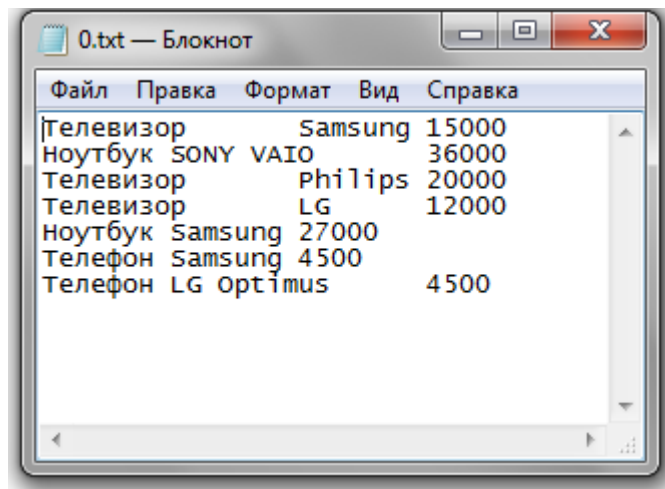 0.txt — Блокнот
Файл Правка Формат Вид Справка
Телевизор Samsung 15000
Ноутбук SONY VAIO 36000
Телевизор Philips 20000
Телевизор LG 12000
Ноутбук Samsung 27000
Телефон Samsung 4500
Телефон LG Optimus 4500